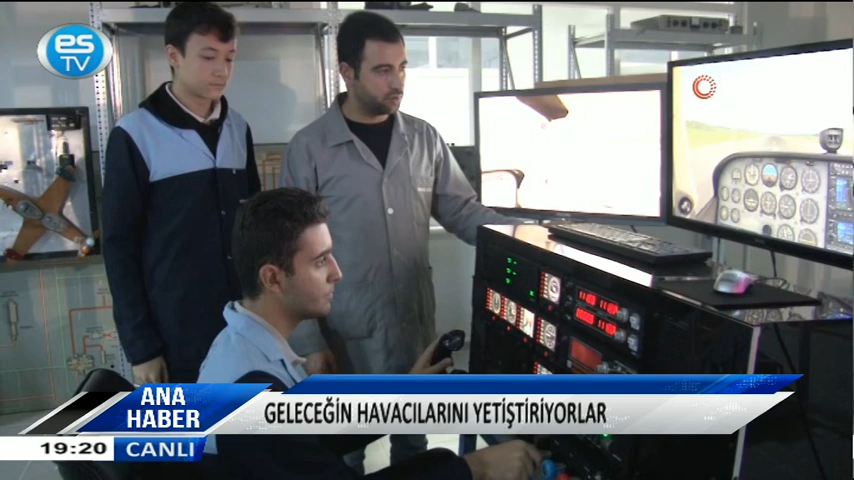 es
TV
ANA
HABER
GELECEĞİN HAVACILARINI YETİŞTİRİYORLAR
19:20 CANLI